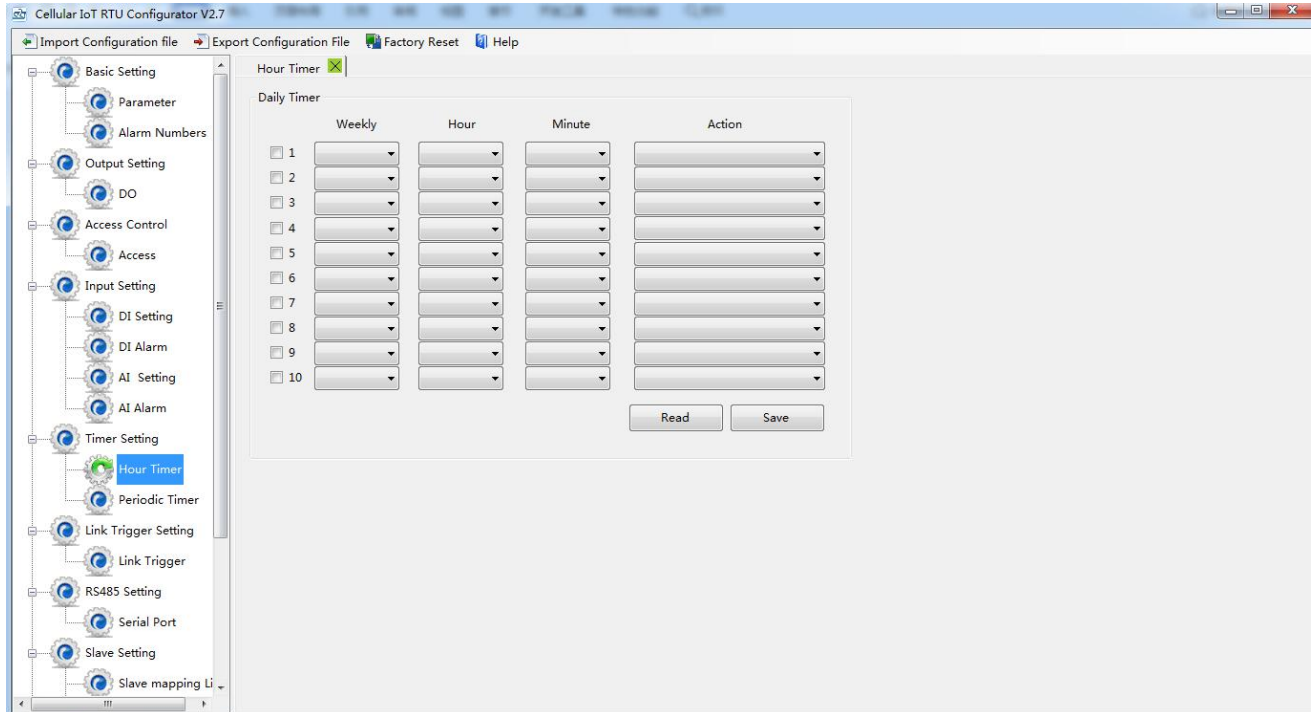 Cellular IoT RTU Configurator V2.7
Import Configuration file Export Configuration File Factory Reset Help
Basic Setting
Parameter
Alarm Numbers
Output Setting
DO
Access Control
Access
Input Setting
DI Setting
DI Alarm
AI Setting
AI Alarm
Timer Setting
Hour Timer
Periodic Timer
Link Trigger Setting
Link Trigger
RS485 Setting
Serial Port
Slave Setting
Slave mapping Li
Hour Timer
Daily Timer
Weekly Hour Minute Action
1
2
3
4
5
6
7
8
9
10
Read Save